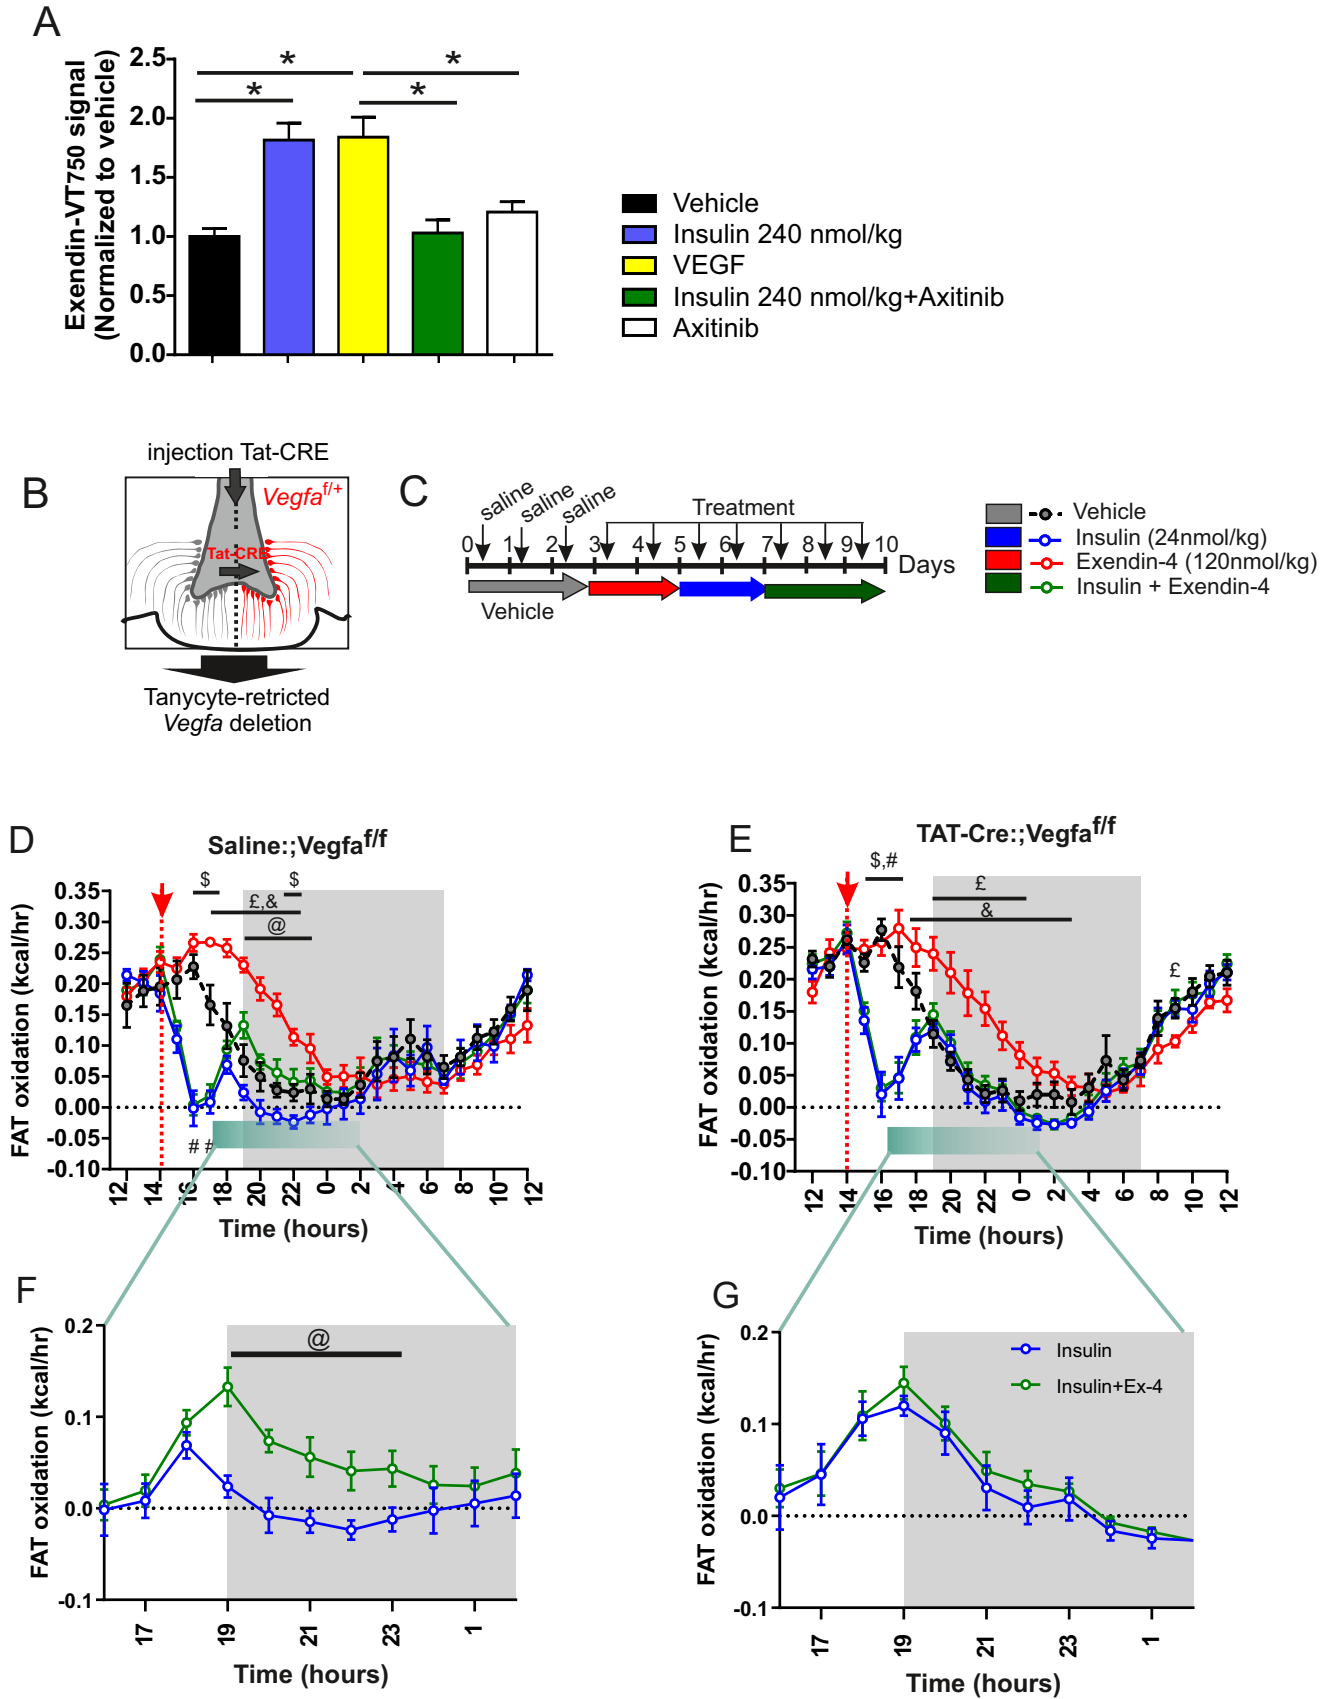 A
Exendin-VT750 signal
(Normalized to vehicle)
2.5
2.0
1.5
1.0
0.5
0.0
* *
* *
Vehicle
Insulin 240 nmol/kg
VEGF
Insulin 240 nmol/kg+Axitinib
Axitinib
B
injection Tat-CRE
Vegfa f/+
Tat-CRE
Tanycyte-retricted
Vegfa deletion
C
saline saline saline
Treatment
0 1 2 3 4 5 6 7 8 9 10 Days
Vehicle
Vehicle
Insulin (24nmol/kg)
Exendin-4 (120nmol/kg)
Insulin + Exendin-4
D
Saline:;Vegfa f/f
FAT oxidation (kcal/hr)
0.35
0.30
0.25
0.20
0.15
0.10
0.05
0.00
-0.05
-0.10
$ $
£,&
@
# #
12 14 16 18 20 22 0 2 4 6 8 10 12
Time (hours)
E
TAT-Cre:;Vegfa f/f
FAT oxidation (kcal/hr)
0.35
0.30
0.25
0.20
0.15
0.10
0.05
0.00
-0.05
-0.10
$,#
£
&
£
12 14 16 18 20 22 0 2 4 6 8 10 12
Time (hours)
F
FAT oxidation (kcal/hr)
0.2
0.1
0.0
-0.1
@
17 19 21 23 1
Time (hours)
G
FAT oxidation (kcal/hr)
0.2
0.1
0.0
-0.1
Insulin
Insulin+Ex-4
17 19 21 23 1
Time (hours)